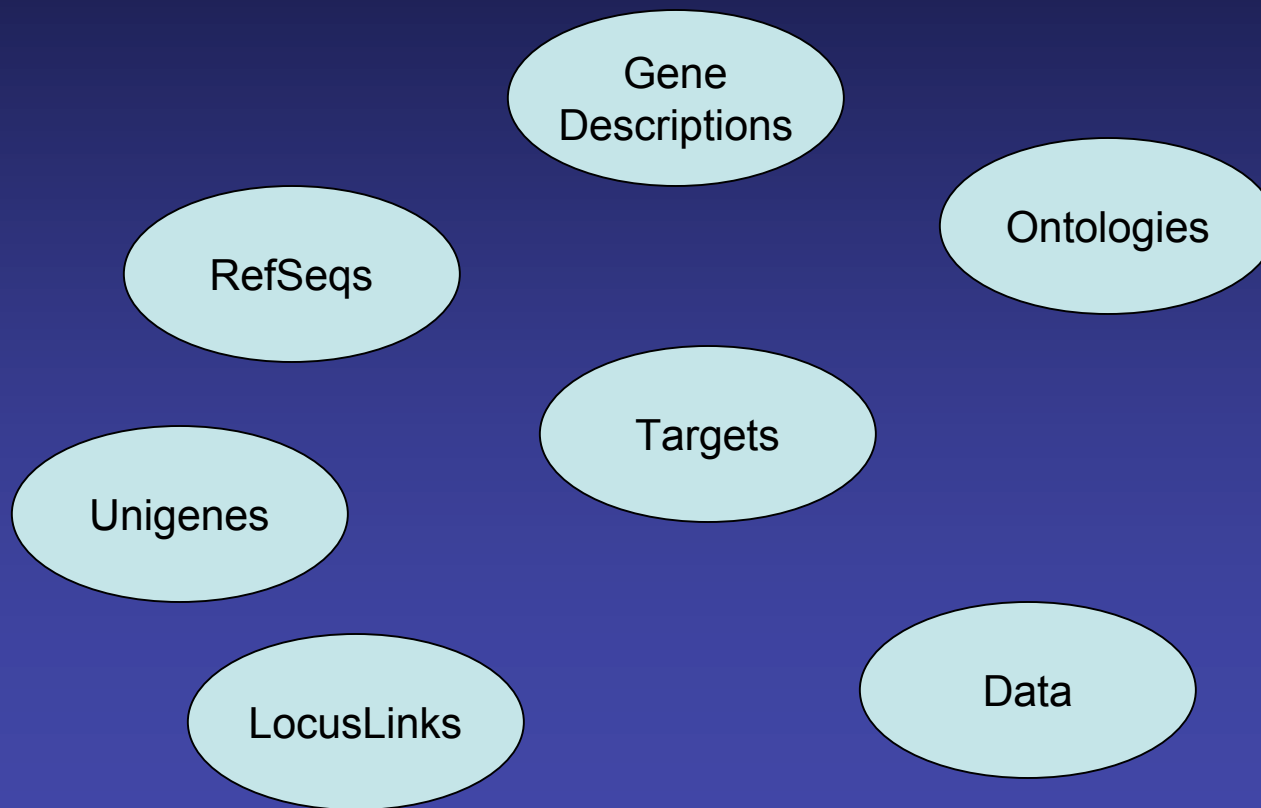 Gene
Descriptions
Ontologies
RefSeqs
Targets
Unigenes
Data
LocusLinks